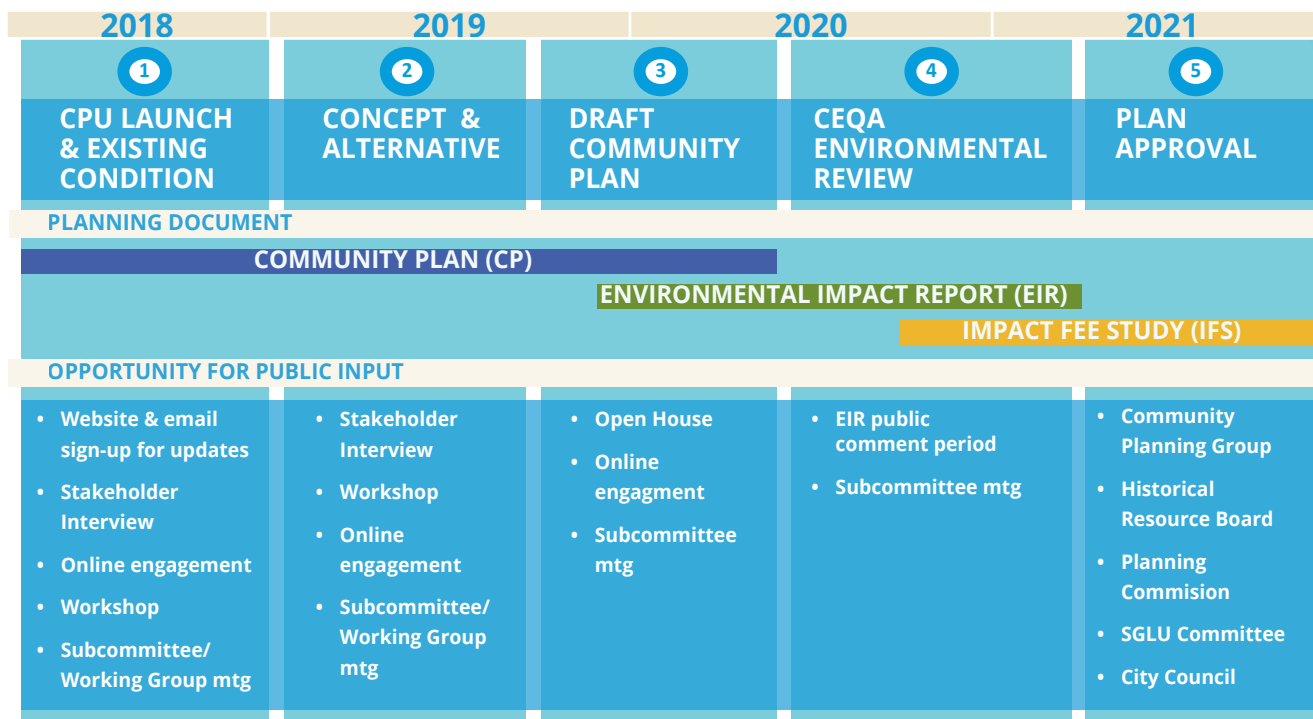 2018 2019 2020 2021
1 2 3 4 5
CPU LAUNCH
& EXISTING
CONDITION
CONCEPT &
ALTERNATIVE
DRAFT
COMMUNITY
PLAN
CEQA
ENVIRONMENTAL
REVIEW
PLAN
APPROVAL
PLANNING DOCUMENT
COMMUNITY PLAN (CP)
ENVIRONMENTAL IMPACT REPORT (EIR)
IMPACT FEE STUDY (IFS)
OPPORTUNITY FOR PUBLIC INPUT
• Website & email
sign-up for updates
• Stakeholder
Interview
• Online engagement
• Workshop
• Subcommittee/
Working Group mtg
• Stakeholder
Interview
• Workshop
• Online
engagement
• Subcommittee/
Working Group
mtg
• Open House
• Online
engagment
• Subcommittee
mtg
• EIR public
comment period
• Subcommittee mtg
• Community
Planning Group
• Historical
Resource Board
• Planning
Commision
• SGLU Committee
• City Council